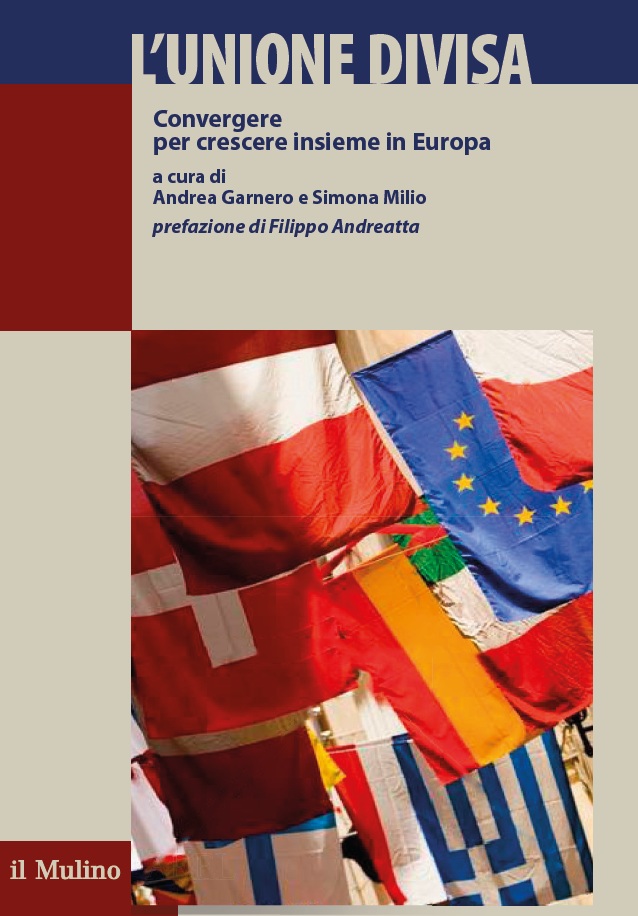 L'UNIONE DIVISA
Convergere
per crescere insieme in Europa
a cura di
Andrea Garnero e Simona Milio
prefazione di Filippo Andreatta
il Mulino